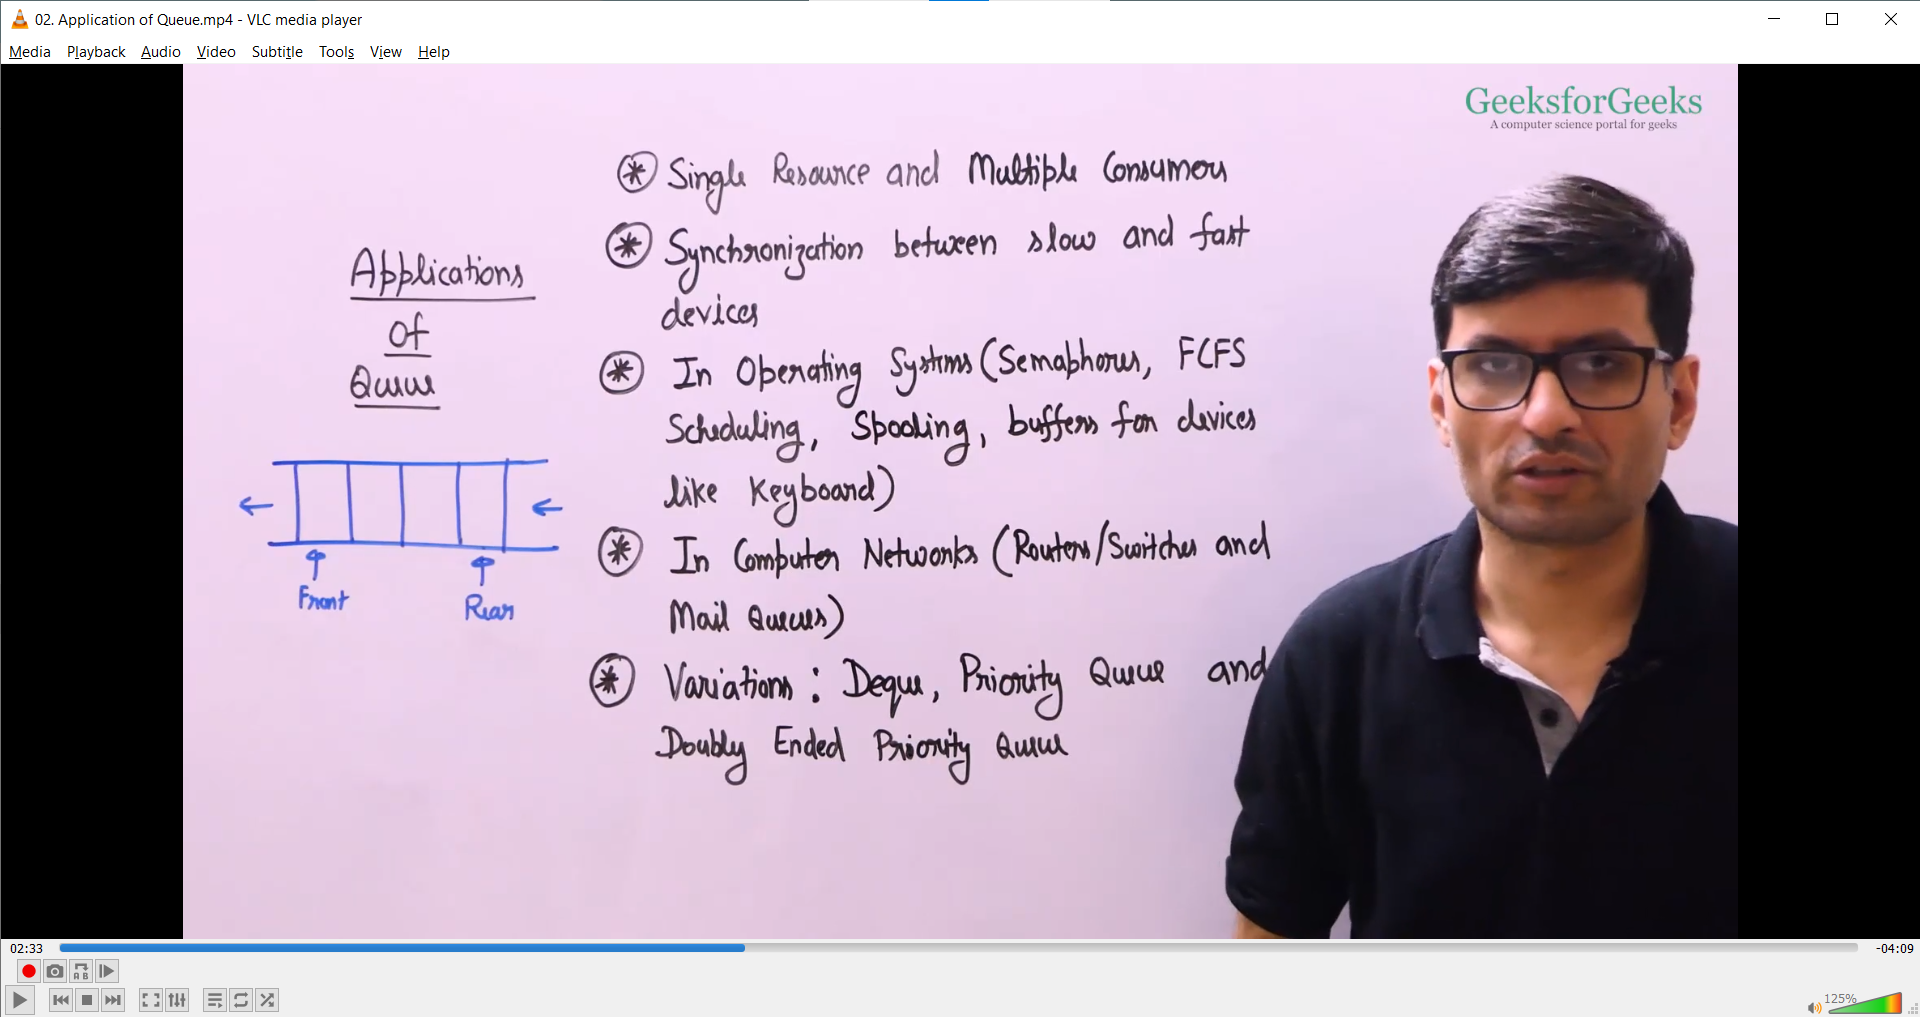 02. Application of Queue.mp4 - VLC media player
Media Playback Audio Video Subtitle Tools View Help
GeeksforGeeks
A computer science portal for geeks
Applications
of
Queue
Front
Rear
Single Resource and Multiple Consumers
Synchronization between slow and fast
devices
In Operating Systems (Semaphores, FCFS
Scheduling, Spooling, buffers for devices
like Keyboard)
In Computer Networks (Routers/Switches and
Mail Queues)
Variations : Deque, Priority Queue and
Doubly Ended Priority Queue
02:33
-04:09
A B
125%